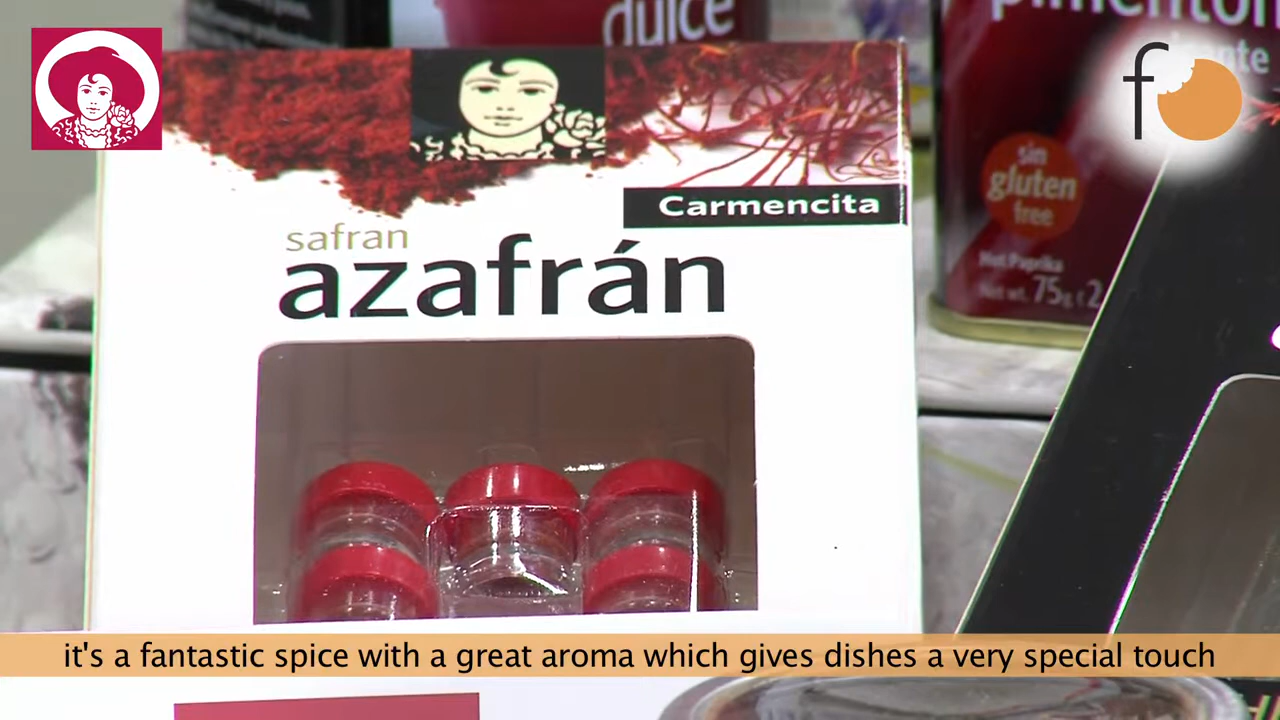 dulce
pimentón
Carmencita
safran
azafrán
sin
gluten
free
Hot Paprika
Net wt. 75g
fo
it's a fantastic spice with a great aroma which gives dishes a very special touch